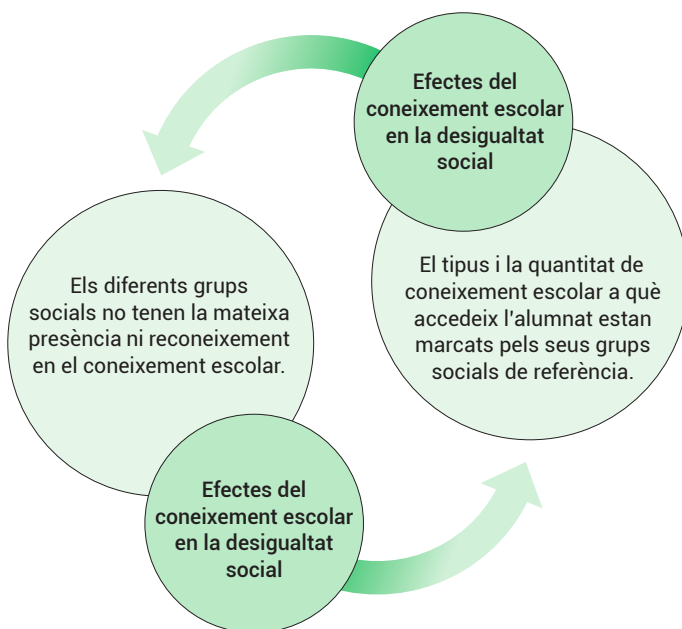 Efectes del
coneixement escolar
en la desigualtat
social
El tipus i la quantitat de
coneixement escolar a què
accedeix l'alumnat estan
marcats pels seus grups
socials de referència.
Els diferents grups
socials no tenen la mateixa
presència ni reconeixement
en el coneixement escolar.
Efectes del
coneixement escolar
en la desigualtat
social